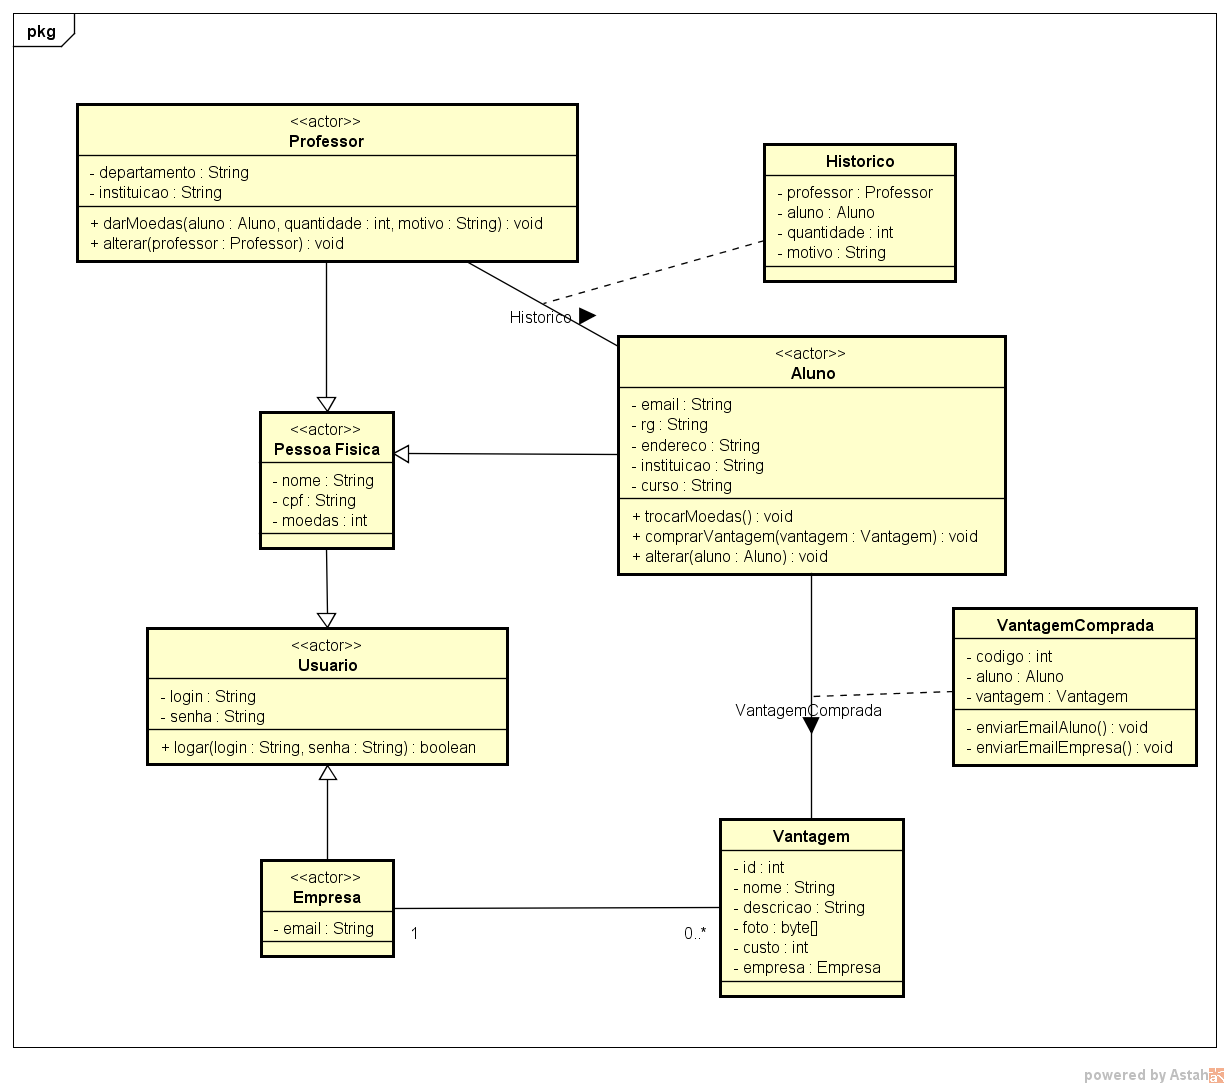 pkg
<<actor>>
Professor
- departamento : String
- instituicao : String
+ darMoedas(aluno : Aluno, quantidade : int, motivo : String) : void
+ alterar(professor : Professor) : void
Historico
- professor : Professor
- aluno : Aluno
- quantidade : int
- motivo : String
Historico
<<actor>>
Aluno
- email : String
- rg : String
- endereco : String
- instituicao : String
- curso : String
+ trocarMoedas() : void
+ comprarVantagem(vantagem : Vantagem) : void
+ alterar(aluno : Aluno) : void
<<actor>>
Pessoa Fisica
- nome : String
- cpf : String
- moedas : int
<<actor>>
Usuario
- login : String
- senha : String
+ logar(login : String, senha : String) : boolean
VantagemComprada
- codigo : int
- aluno : Aluno
- vantagem : Vantagem
- enviarEmailAluno() : void
- enviarEmailEmpresa() : void
VantagemComprada
<<actor>>
Empresa
- email : String
1
0..*
Vantagem
- id : int
- nome : String
- descricao : String
- foto : byte[]
- custo : int
- empresa : Empresa
powered by Astah